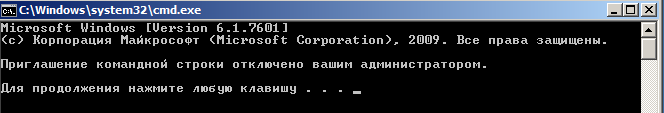 C:\Windows\system32\cmd.exe
Microsoft Windows [Version 6.1.7601]
(c) Корпорация Майкрософт (Microsoft Corporation), 2009. Все права защищены.
Приглашение командной строки отключено вашим администратором.
Для продолжения нажмите любую клавишу . . . _